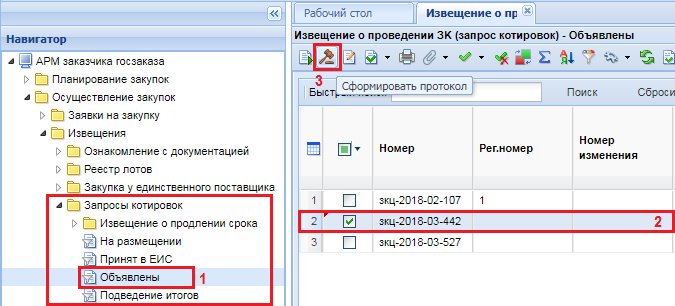 Навигатор
АРМ заказчика госзаказа
Планирование закупок
Осуществление закупок
Заявки на закупку
Извещения
Ознакомление с документацией
Реестр лотов
Закупка у единственного поставщика
Запросы котировок
Извещение о продлении срока
На размещении
Принят в ЕИС
Объявлены 1
Подведение итогов
Рабочий стол Извещение о пр
Извещение о проведении ЗК (запрос котировок) - Объявлены
3 Сформировать протокол
Быстрый Поиск Сброси
Номер Рег.номер Номер изменения
1 зкц-2018-02-107 1
2 зкц-2018-03-442 2
3 зкц-2018-03-527